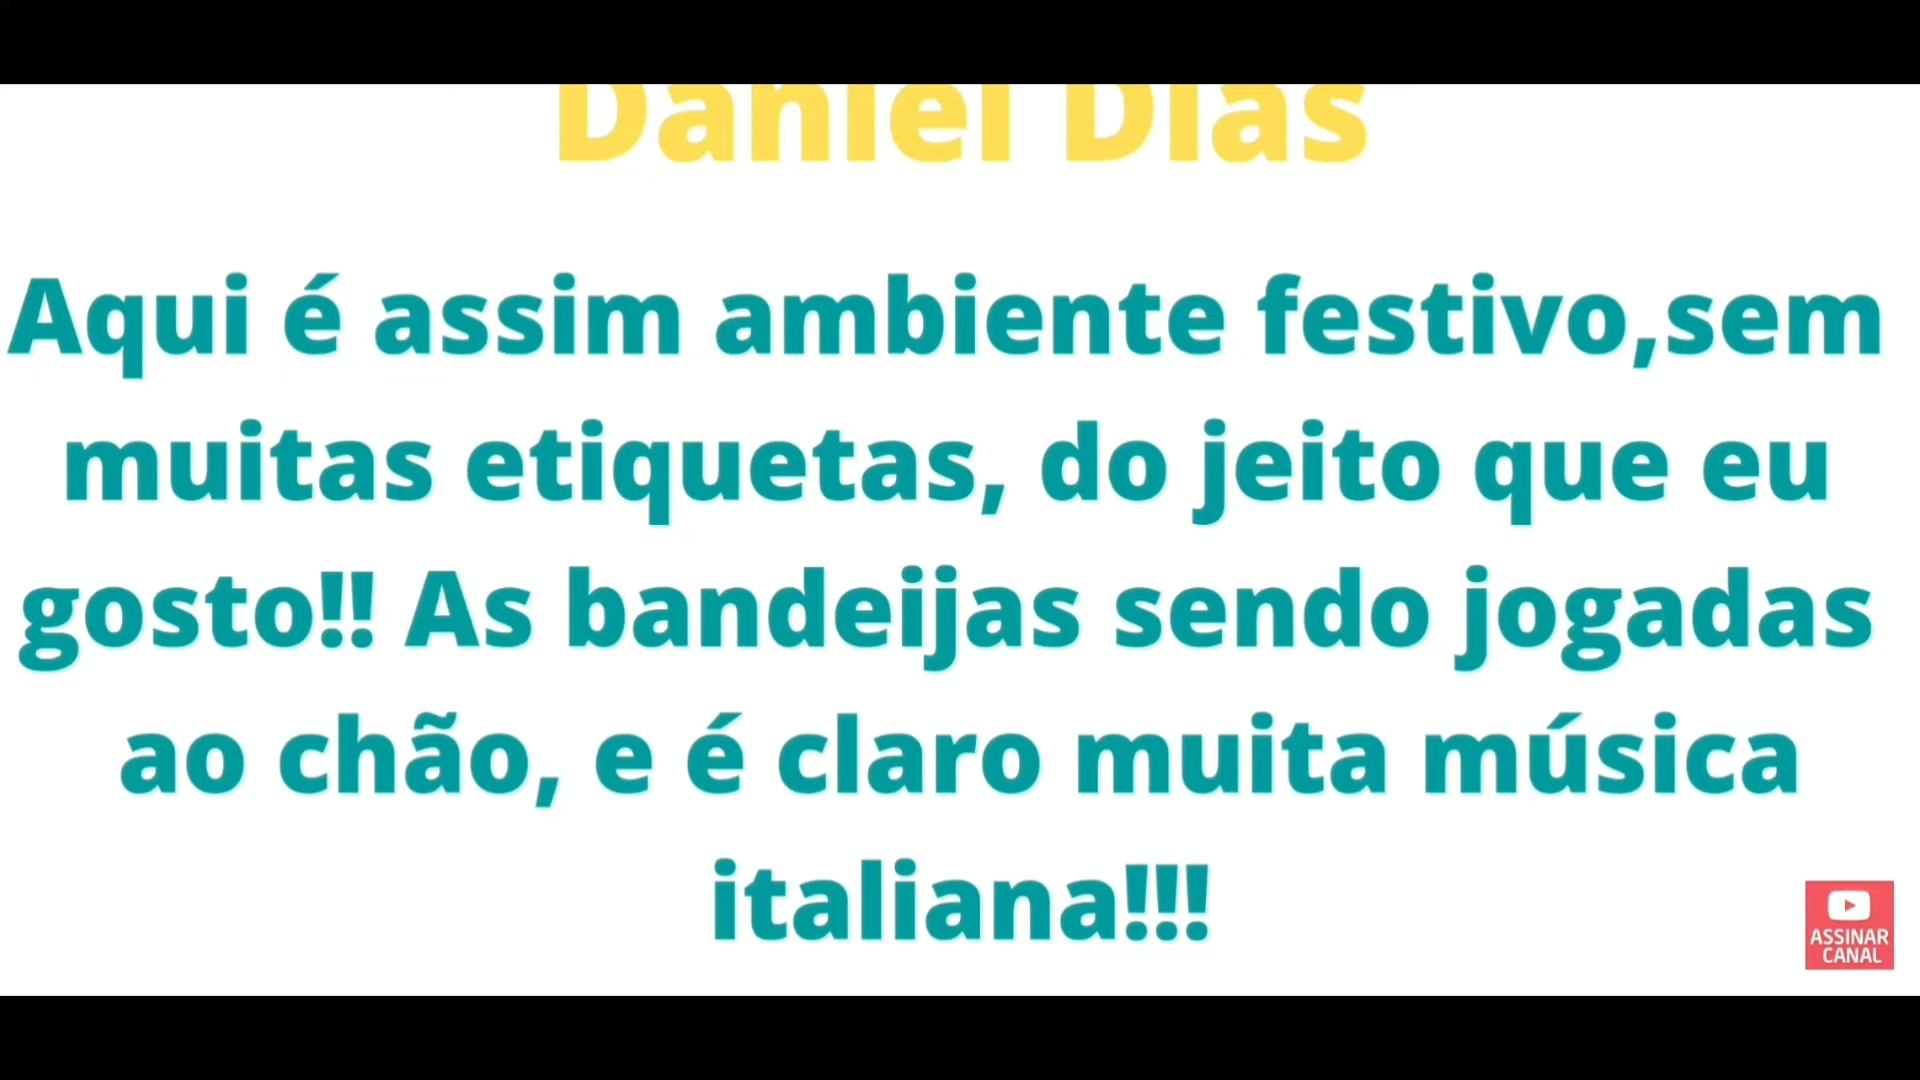 Daniel Dias
Aqui é assim ambiente festivo,sem
muitas etiquetas, do jeito que eu
gosto!! As bandeijas sendo jogadas
ao chão, e é claro muita música
italiana!!!
ASSINAR
CANAL